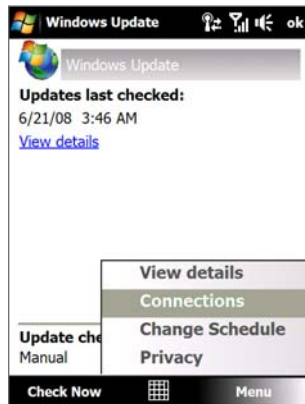 Windows Update
ok
Windows Update
Updates last checked:
6/21/08 3:46 AM
View details
View details
Connections
Change Schedule
Privacy
Update che
Manual
Check Now
Menu